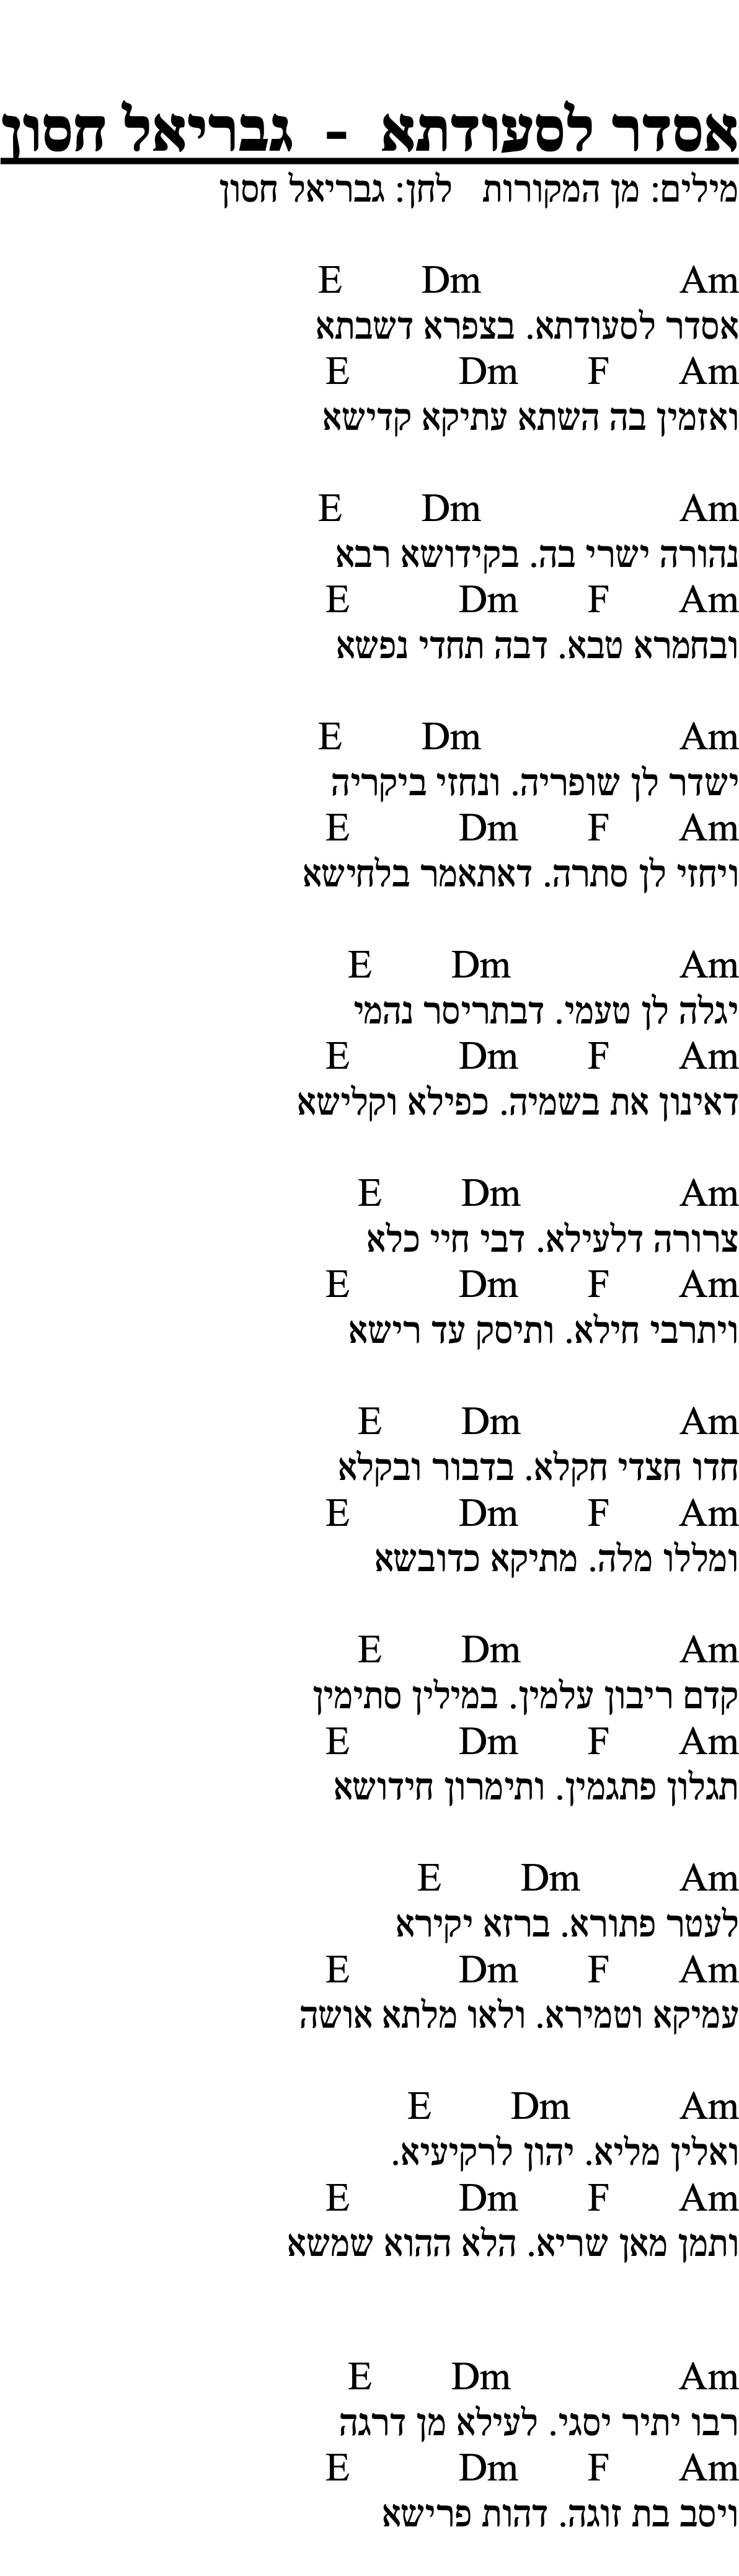 אסדר לסעודתא - גבריאל חסון
מילים: מן המקורות לחן: גבריאל חסון
Am Dm E
אסדר לסעודתא. בצפרא דשבתא
Am F Dm E
ואזמין בה השתא עתיקא קדישא
Am Dm E
נהורה ישרי בה. בקידושא רבא
Am F Dm E
ובחמרא טבא. דבה תחדי נפשא
Am Dm E
ישדר לן שופריה. ונחזי ביקריה
Am F Dm E
ויחזי לן סתרה. דאתאמר בלחישא
Am Dm E
יגלה לן טעמי. דבתריסר נהמי
Am F Dm E
דאינון את בשמיה. כפילא וקלישא
Am Dm E
צרורה דלעילא. דבי חיי כלא
Am F Dm E
ויתרבי חילא. ותיסק עד רישא
Am Dm E
חדו חצדי חקלא. בדבור ובקלא
Am F Dm E
ומללו מלה. מתיקא כדובשא
Am Dm E
קדם ריבון עלמין. במילין סתימין
Am F Dm E
תגלון פתגמין. ותימרון חידושא
Am Dm E
לעטר פתורא. ברזא יקירא
Am F Dm E
עמיקא וטמירא. ולאו מלתא אושה
Am Dm E
ואלין מליא. יהון לרקיעיא.
Am F Dm E
ותמן מאן שריא. הלא ההוא שמשא
Am Dm E
רבו יתיר יסגי. לעילא מן דרגה
Am F Dm E
ויסב בת זוגה. דהות פרישא